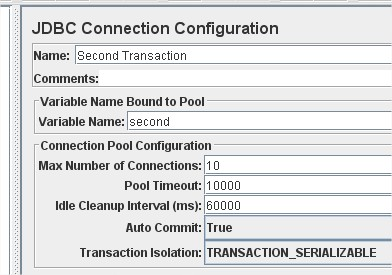 JDBC Connection Configuration
Name: Second Transaction
Comments:
Variable Name Bound to Pool
Variable Name: second
Connection Pool Configuration
Max Number of Connections: 10
Pool Timeout: 10000
Idle Cleanup Interval (ms): 60000
Auto Commit: True
Transaction Isolation: TRANSACTION_SERIALIZABLE